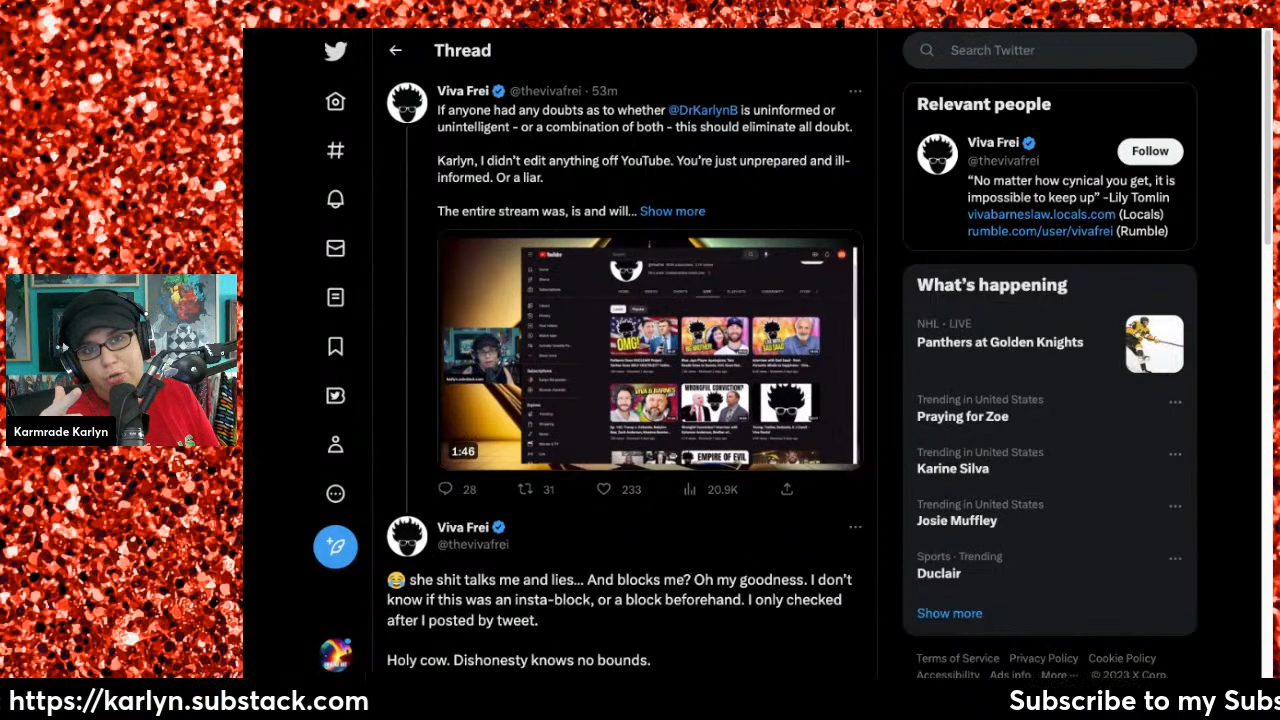 Thread
Search Twitter
Viva Frei @thevivafrei · 53m
If anyone had any doubts as to whether @DrKarlynB is uninformed or
unintelligent - or a combination of both - this should eliminate all doubt.
Karlyn, I didn't edit anything off YouTube. You're just unprepared and ill-
informed. Or a liar.
The entire stream was, is and will... Show more
YouTube
OMG!
WRONGFUL CONVICTION?
EMPIRE OF EVIL
1:46
28
31
233
20.9K
Viva Frei
@thevivafrei
😂 she shit talks me and lies... And blocks me? Oh my goodness. I don't
know if this was an insta-block, or a block beforehand. I only checked
after I posted by tweet.
Holy cow. Dishonesty knows no bounds.
Relevant people
Viva Frei
@thevivafrei
Follow
"No matter how cynical you get, it is
impossible to keep up" -Lily Tomlin
vivabarneslaw.locals.com (Locals)
rumble.com/user/vivafrei (Rumble)
What's happening
NHL · LIVE
Panthers at Golden Knights
Trending in United States
Praying for Zoe
Trending in United States
Karine Silva
Trending in United States
Josie Muffley
Sports · Trending
Duclair
Show more
Terms of Service Privacy Policy Cookie Policy
Accessibility Ads info More ··· © 2023 X Corp.
Karmrade Karlyn
https://karlyn.substack.com
Subscribe to my Subs